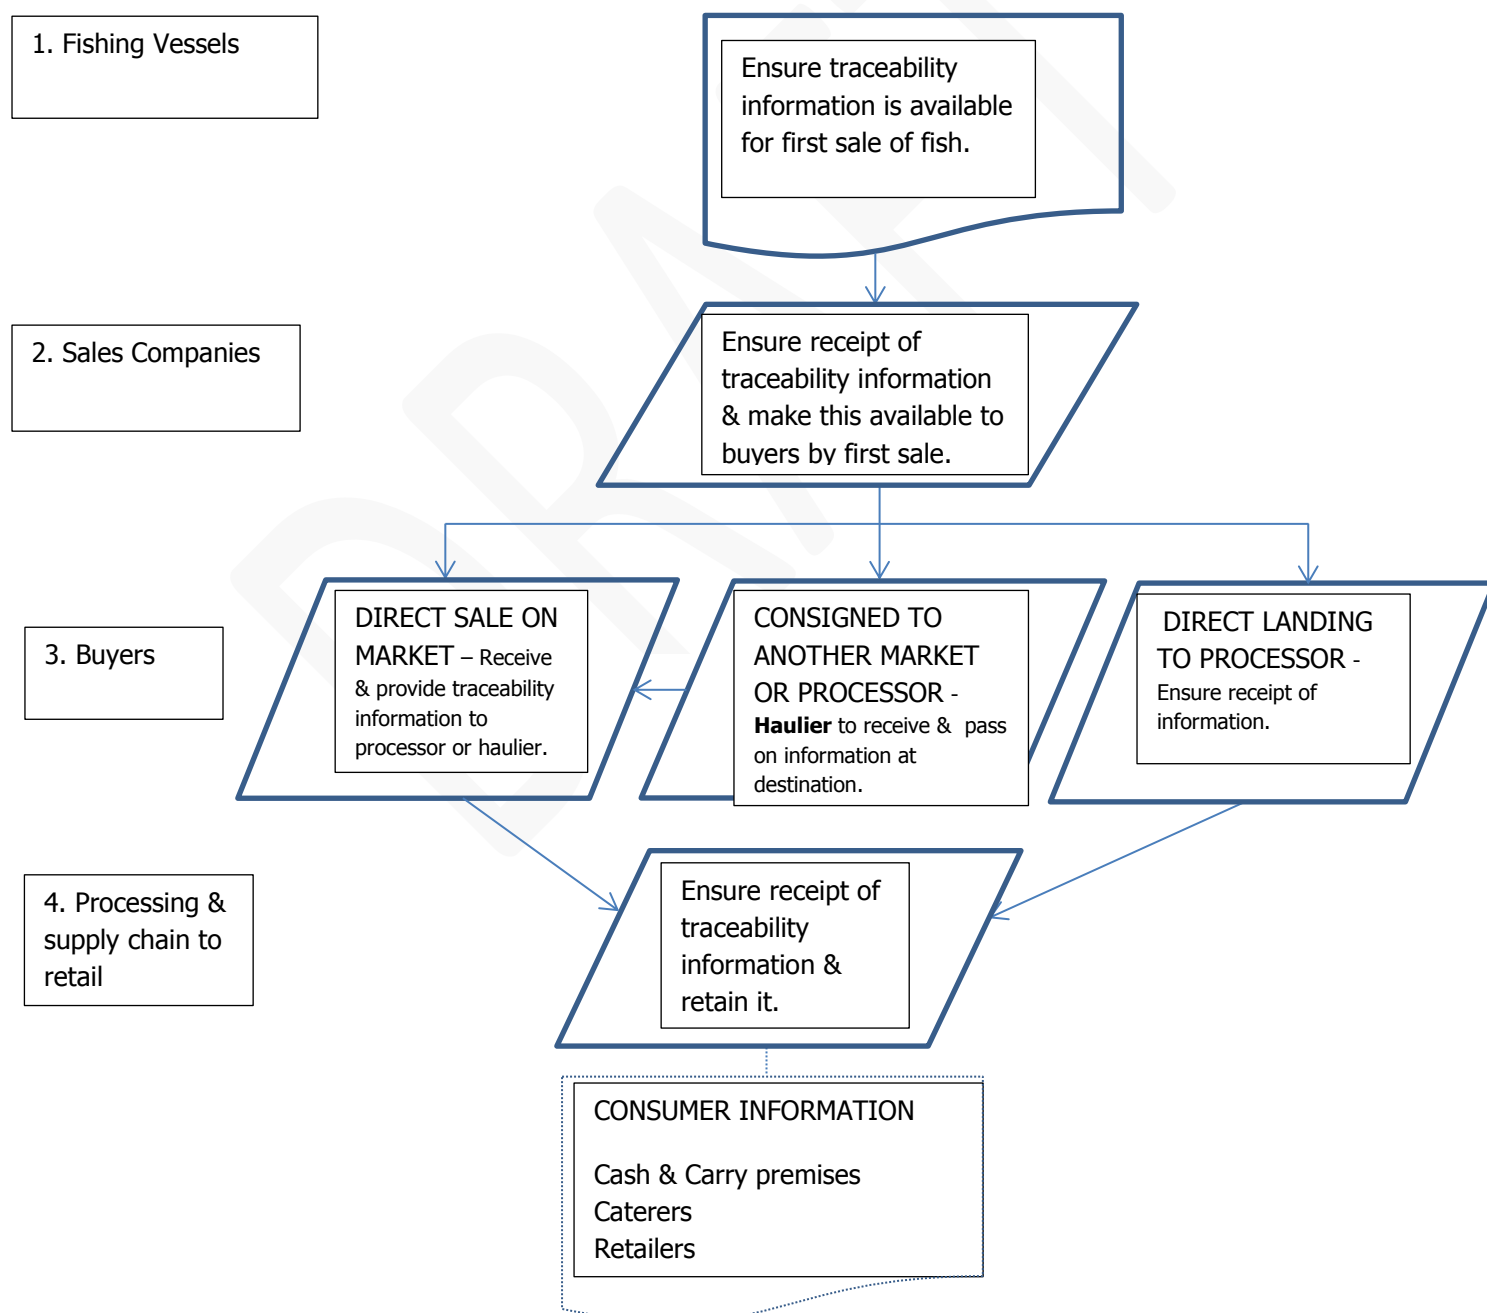 1. Fishing Vessels
Ensure traceability
information is available
for first sale of fish.
2. Sales Companies
Ensure receipt of
traceability information
& make this available to
buyers by first sale.
3. Buyers
DIRECT SALE ON
MARKET – Receive
& provide traceability
information to
processor or haulier.
CONSIGNED TO
ANOTHER MARKET
OR PROCESSOR -
Haulier to receive & pass
on information at
destination.
DIRECT LANDING
TO PROCESSOR -
Ensure receipt of
information.
4. Processing &
supply chain to
retail
Ensure receipt of
traceability
information &
retain it.
CONSUMER INFORMATION
Cash & Carry premises
Caterers
Retailers
DRAFT